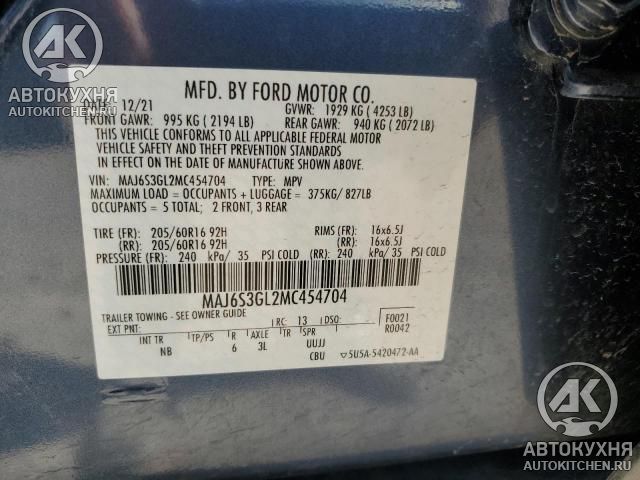 АК
АВТОКУХНЯ
AUTOKITCHEN.RU
MFD. BY FORD MOTOR CO.
DATE: 12/21 GVWR: 1929 KG ( 4253 LB)
FRONT GAWR: 995 KG ( 2194 LB) REAR GAWR: 940 KG ( 2072 LB)
THIS VEHICLE CONFORMS TO ALL APPLICABLE FEDERAL MOTOR
VEHICLE SAFETY AND THEFT PREVENTION STANDARDS
IN EFFECT ON THE DATE OF MANUFACTURE SHOWN ABOVE.
VIN: MAJ6S3GL2MC454704 TYPE: MPV
MAXIMUM LOAD = OCCUPANTS + LUGGAGE = 375KG/ 827LB
OCCUPANTS = 5 TOTAL; 2 FRONT, 3 REAR
TIRE (FR): 205/60R16 92H RIMS (FR): 16x6.5J
(RR): 205/60R16 92H (RR): 16x6.5J
PRESSURE (FR): 240 kPa/ 35 PSI COLD (RR): 240 kPa/ 35 PSI COLD
MAJ6S3GL2MC454704
TRAILER TOWING - SEE OWNER GUIDE
EXT PNT: RC: 13 DSO: F0021
R0042
INT TR TP/PS R AXLE TR SPR
NB 6 3L UUJJ
CBU 5U5A-5420472-AA
АК
АВТОКУХНЯ
AUTOKITCHEN.RU